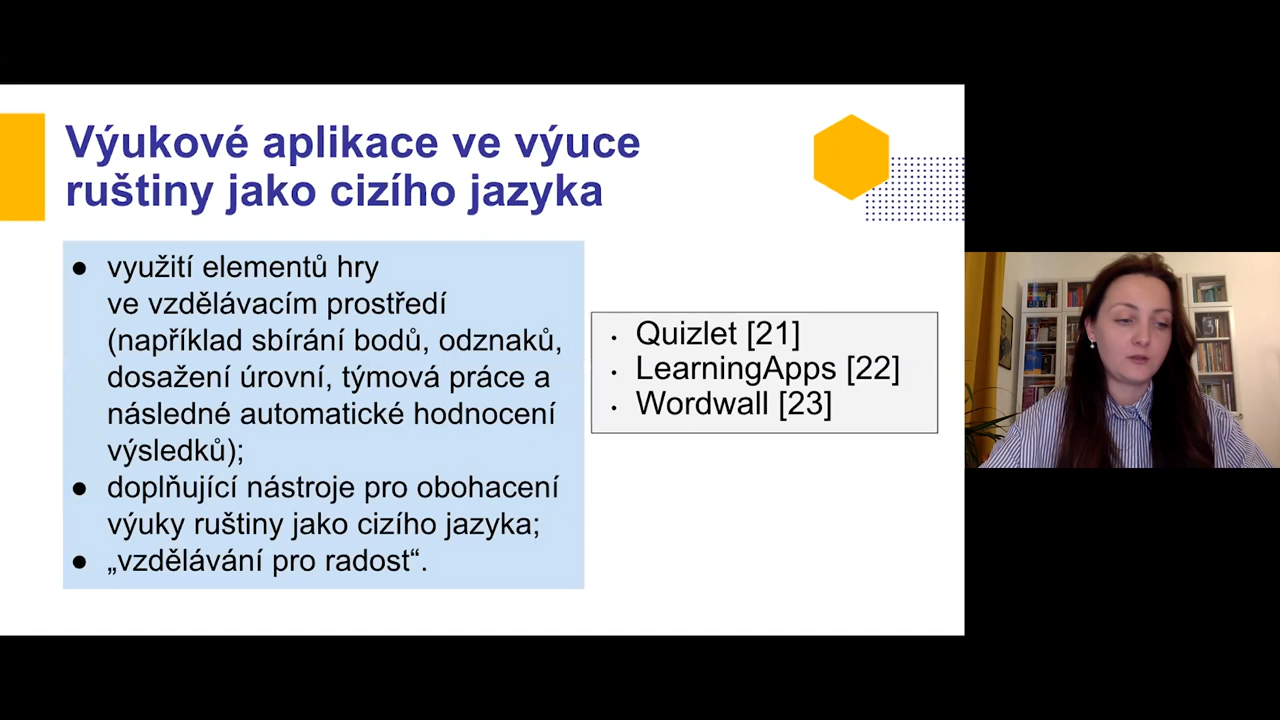 Výukové aplikace ve výuce
ruštiny jako cizího jazyka
● využití elementů hry
ve vzdělávacím prostředí
(například sbírání bodů, odznaků,
dosažení úrovní, týmová práce a
následné automatické hodnocení
výsledků);
● doplňující nástroje pro obohacení
výuky ruštiny jako cizího jazyka;
● „vzdělávání pro radost“.
· Quizlet [21]
· LearningApps [22]
· Wordwall [23]